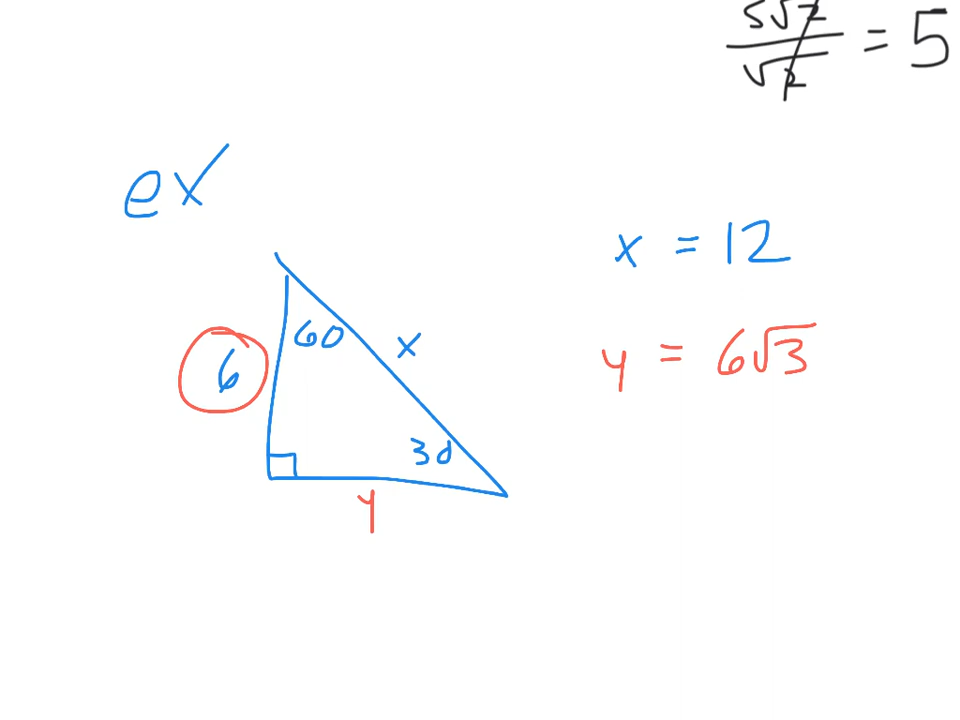 5√2
√2
= 5
ex
x = 12
60
x
6
y = 6√3
30
y